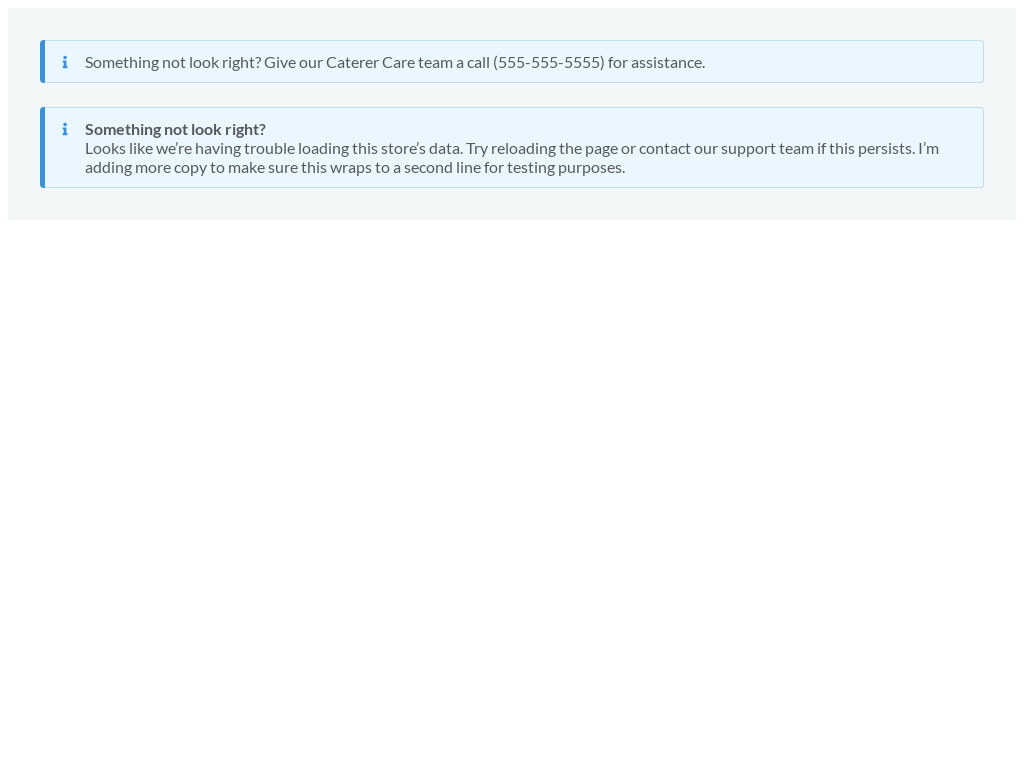 Something not look right? Give our Caterer Care team a call (555-555-5555) for assistance.
Something not look right?
Looks like we’re having trouble loading this store’s data. Try reloading the page or contact our support team if this persists. I’m
adding more copy to make sure this wraps to a second line for testing purposes.